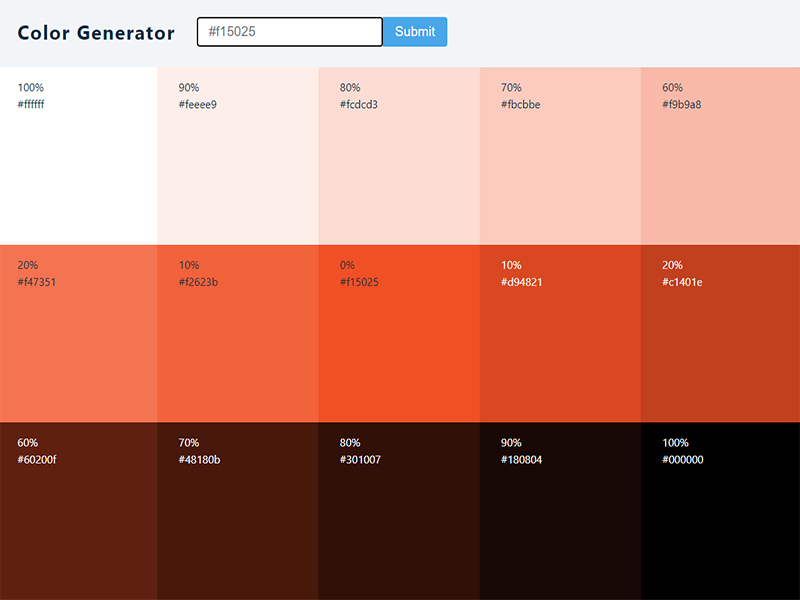 Color Generator
#f15025
Submit
100%
#ffffff
90%
#feeee9
80%
#fcdcd3
70%
#fbcbbe
60%
#f9b9a8
20%
#f47351
10%
#f2623b
0%
#f15025
10%
#d94821
20%
#c1401e
60%
#60200f
70%
#48180b
80%
#301007
90%
#180804
100%
#000000